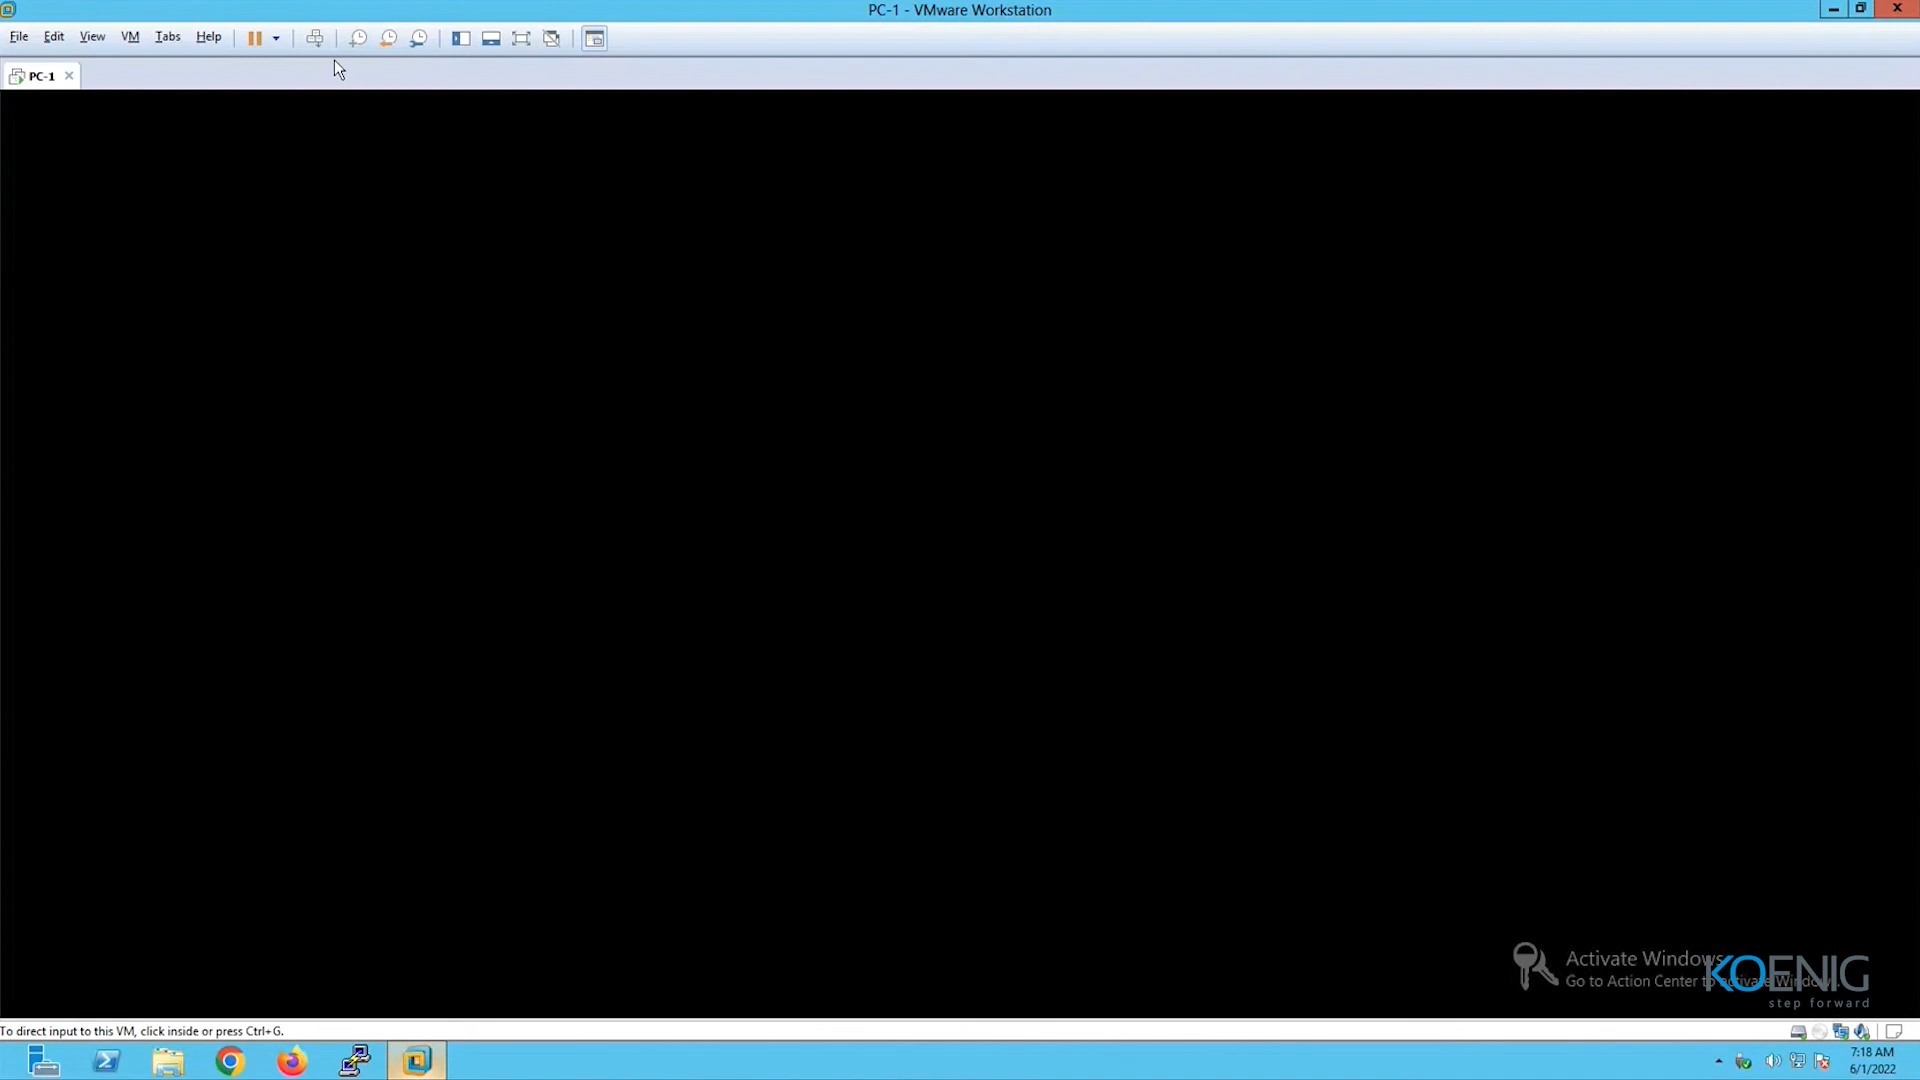 PC-1 - VMware Workstation
File Edit View VM Tabs Help
PC-1
Activate Windows
Go to Action Center to activate Windows.
KOENIG
step forward
To direct input to this VM, click inside or press Ctrl+G.
7:18 AM
6/1/2022